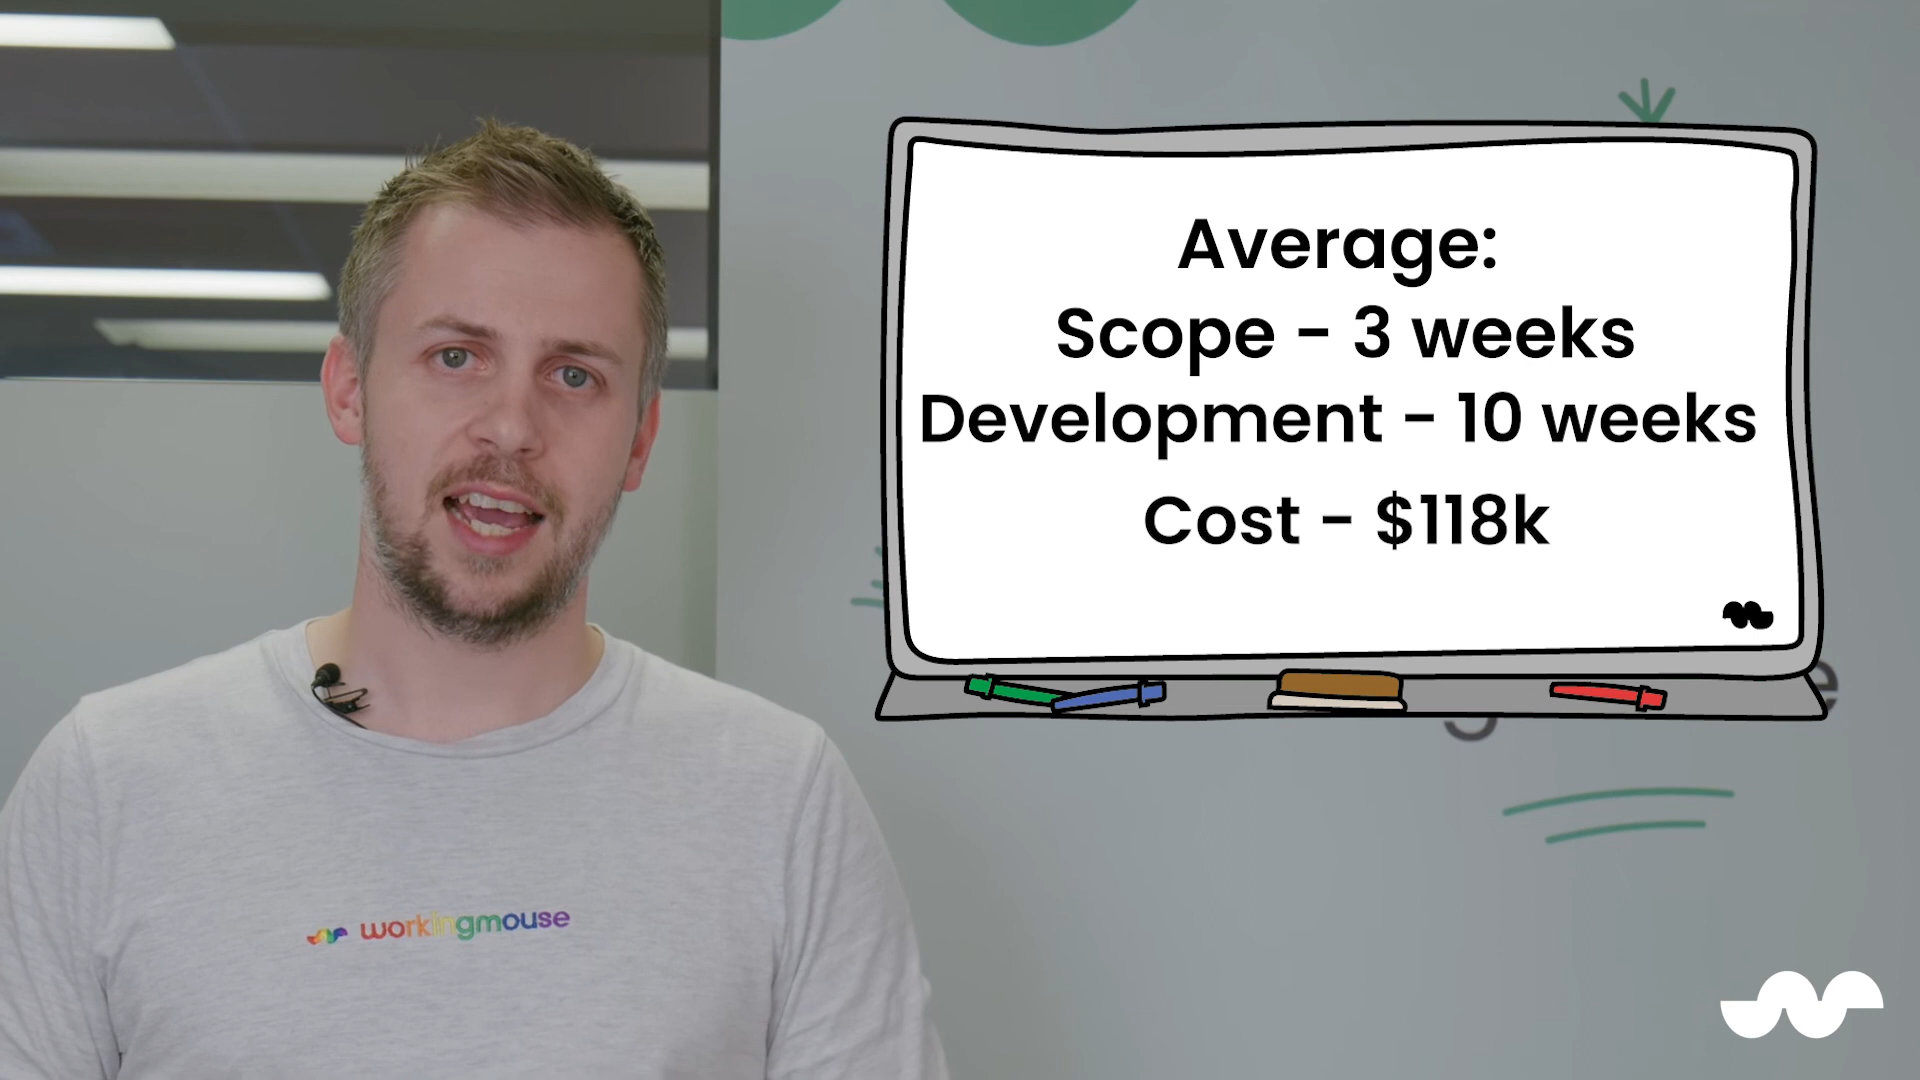 Average:
Scope - 3 weeks
Development - 10 weeks
Cost - $118k
workingmouse